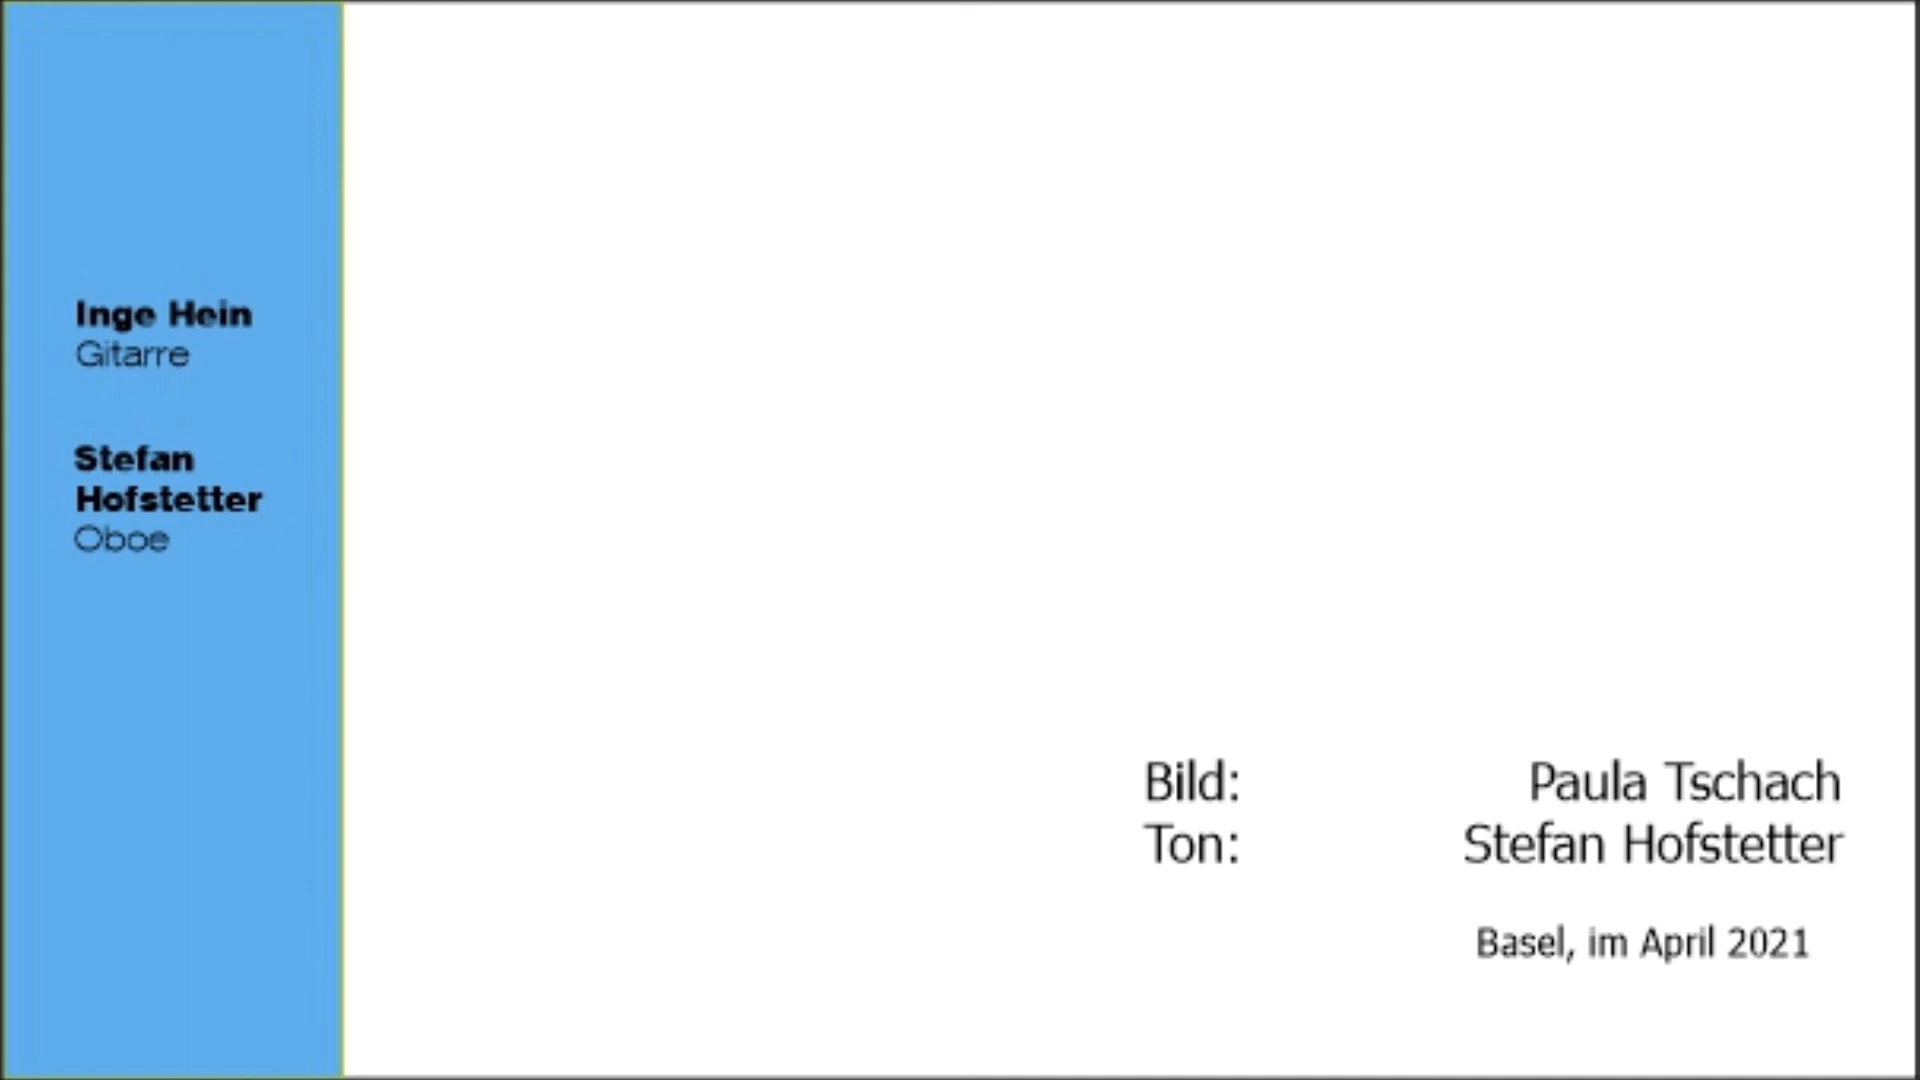 Inge Hein
Gitarre
Stefan
Hofstetter
Oboe
Bild: Paula Tschach
Ton: Stefan Hofstetter
Basel, im April 2021